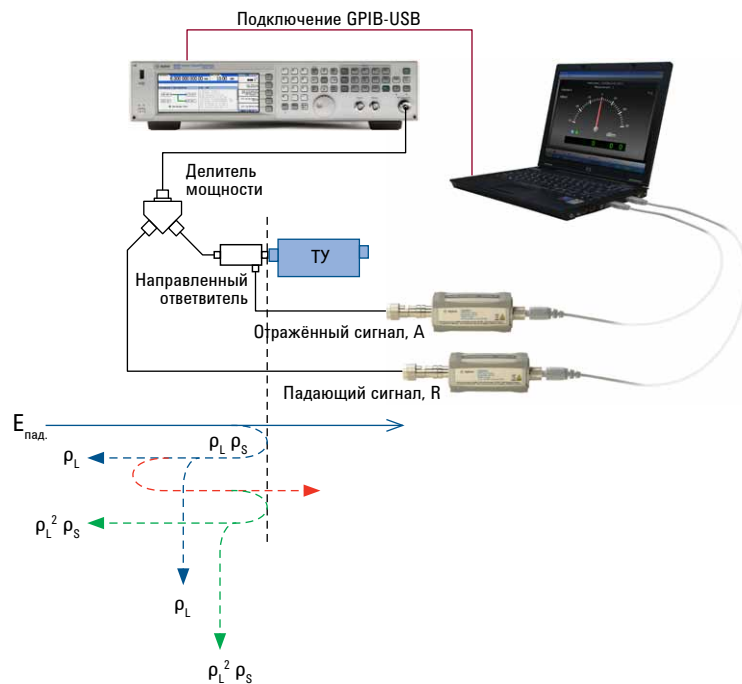 Подключение GPIB-USB
Делитель
мощности
ТУ
Направленный
ответвитель
Отражённый сигнал, А
Падающий сигнал, R
Eпад.
ρL ρS
ρL
ρL² ρS
ρL
ρL² ρS